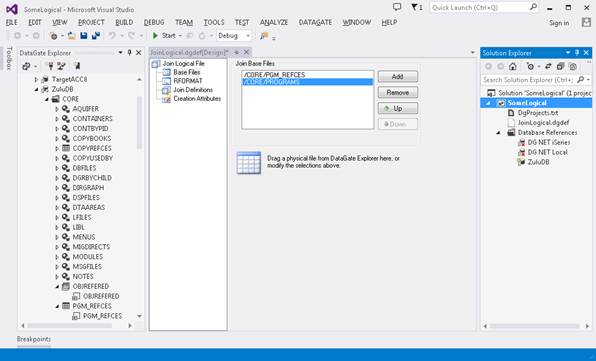 SomeLogical - Microsoft Visual Studio
1
Quick Launch (Ctrl+Q)
FILE EDIT VIEW PROJECT BUILD DEBUG TEAM TOOLS TEST ANALYZE DATAGATE WINDOW HELP
Sign in
Start
Debug
Toolbox
DataGate Explorer
TargetACC8
ZuluDB
CORE
AQUIFER
CONTAINERS
CONTBYPID
COPYBOOKS
COPYREFCES
COPYUSEDBY
DBFILES
DGRBYCHILD
DIRGRAPH
DSPFILES
DTAAREAS
LFILES
LIBL
MENUS
MIGDIRECTS
MODULES
MSGFILES
NOTES
OBJREFERED
OBJREFERED
PGM_REFCES
PGM_REFCES
JoinLogical.dgdef [Design]*
Join Logical File
Base Files
RFORMAT
Join Definitions
Creation Attributes
Join Base Files
/CORE/PGM_REFCES
/CORE/PROGRAMS
Add
Remove
Up
Down
Drag a physical file from DataGate Explorer here, or
modify the selections above.
Solution Explorer
Search Solution Explorer (Ctrl+;)
Solution "SomeLogical" (1 projec
SomeLogical
DgProjects.txt
JoinLogical.dgdef
Database References
DG NET iSeries
DG NET Local
ZuluDB
Breakpoints